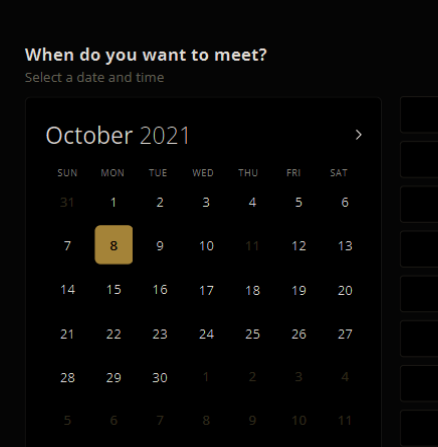 When do you want to meet?
Select a date and time
October 2021
SUN MON TUE WED THU FRI SAT
31 1 2 3 4 5 6
7 8 9 10 11 12 13
14 15 16 17 18 19 20
21 22 23 24 25 26 27
28 29 30 1 2 3 4
5 6 7 8 9 10 11